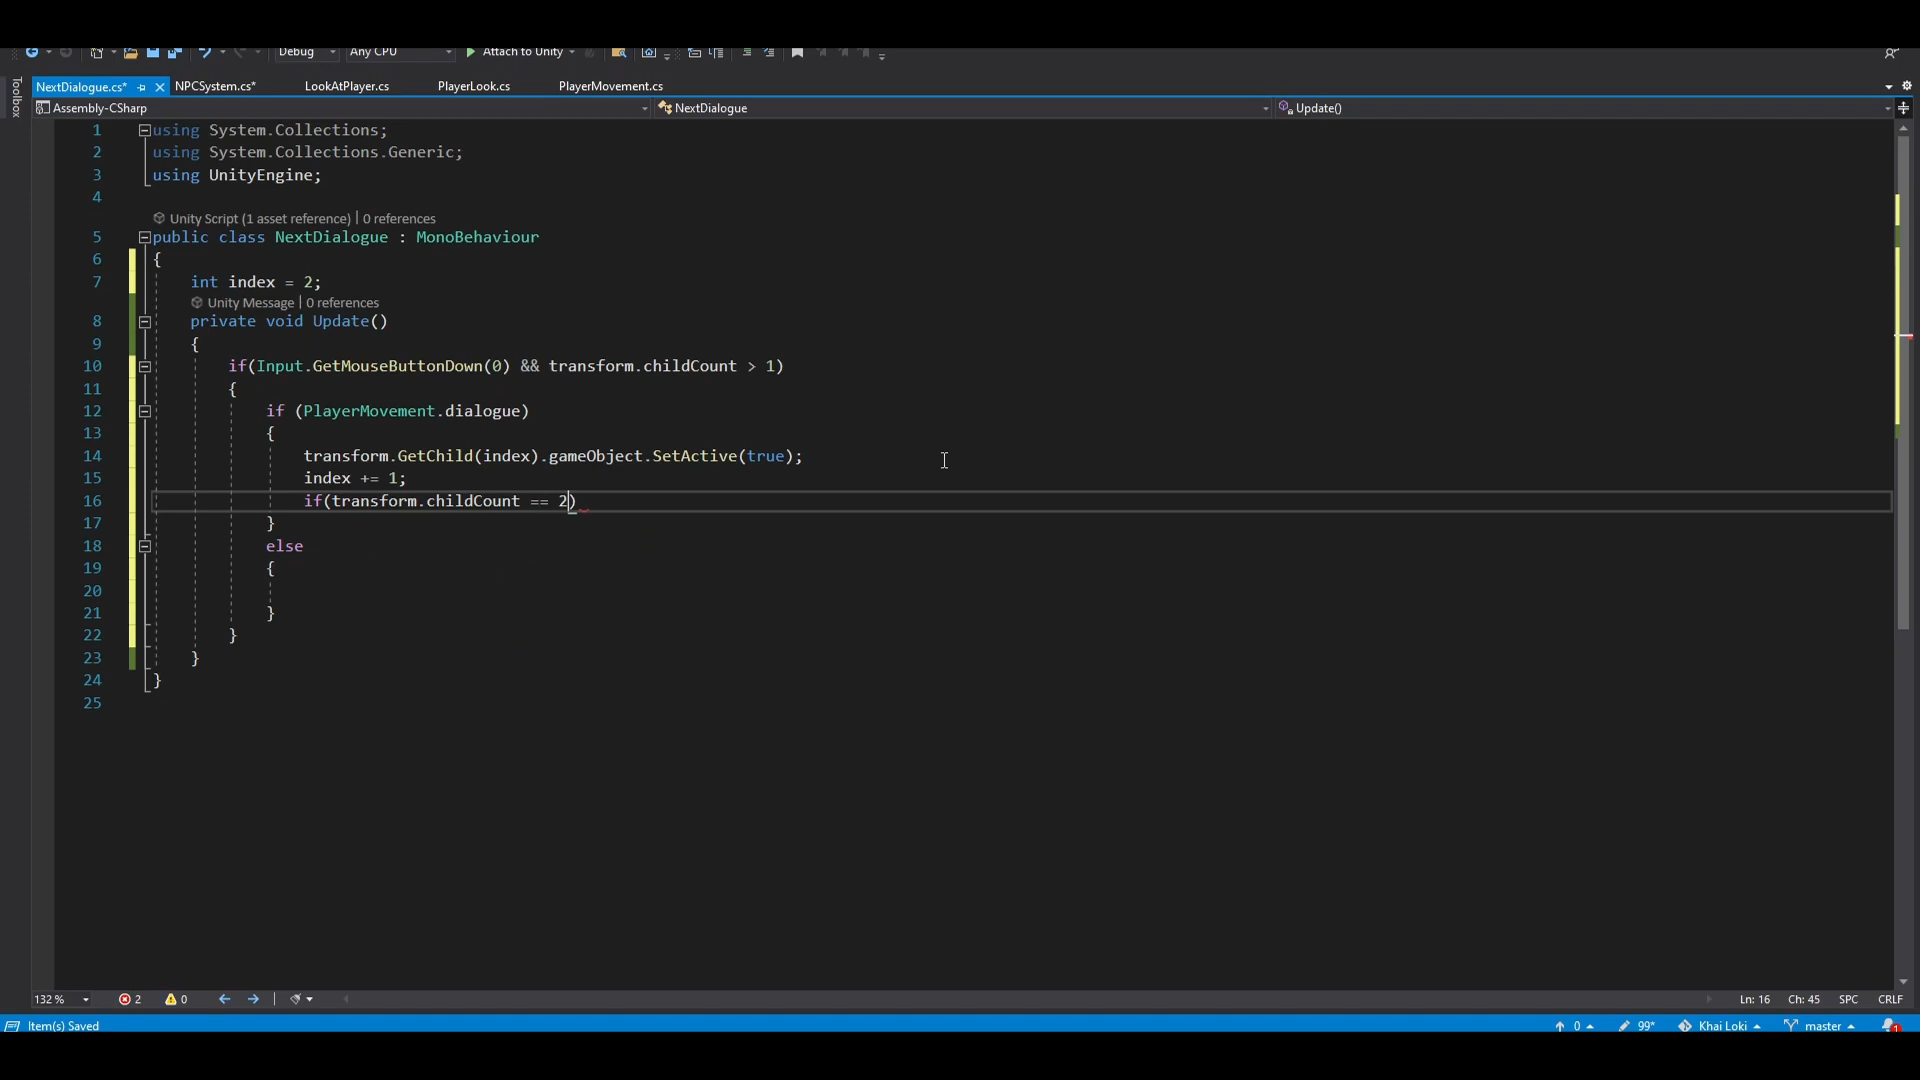 Debug
Any CPU
Attach to Unity
Toolbox
NextDialogue.cs*
NPCSystem.cs*
LookAtPlayer.cs
PlayerLook.cs
PlayerMovement.cs
Assembly-CSharp
NextDialogue
Update()
1 using System.Collections;
2 using System.Collections.Generic;
3 using UnityEngine;
4
Unity Script (1 asset reference) | 0 references
5 public class NextDialogue : MonoBehaviour
6 {
7 int index = 2;
Unity Message | 0 references
8 private void Update()
9 {
10 if(Input.GetMouseButtonDown(0) && transform.childCount > 1)
11 {
12 if (PlayerMovement.dialogue)
13 {
14 transform.GetChild(index).gameObject.SetActive(true);
15 index += 1;
16 if(transform.childCount == 2)
17 }
18 else
19 {
20
21 }
22 }
23 }
24 }
25
132 %
2
0
Ln: 16
Ch: 45
SPC
CRLF
Item(s) Saved
0
99*
Khai Loki
master
1